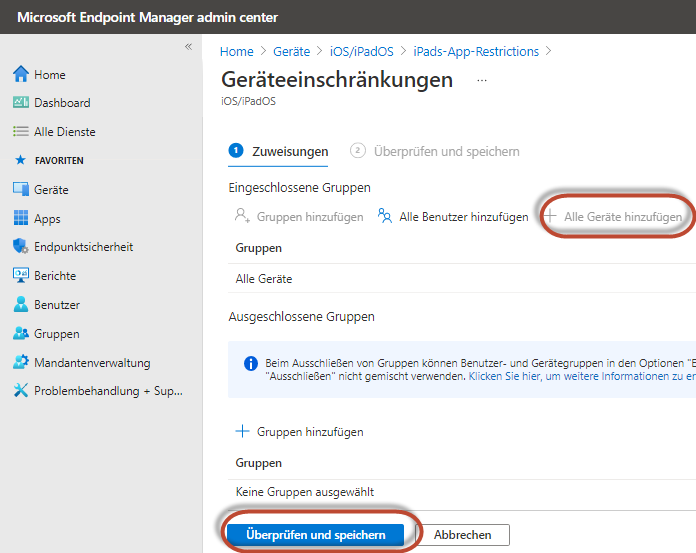 Microsoft Endpoint Manager admin center
«
Home
Dashboard
Alle Dienste
FAVORITEN
Geräte
Apps
Endpunktsicherheit
Berichte
Benutzer
Gruppen
Mandantenverwaltung
Problembehandlung + Sup...
Home > Geräte > iOS/iPadOS > iPads-App-Restrictions >
Geräteeinschränkungen ...
iOS/iPadOS
1 Zuweisungen 2 Überprüfen und speichern
Eingeschlossene Gruppen
Gruppen hinzufügen Alle Benutzer hinzufügen + Alle Geräte hinzufügen
Gruppen
Alle Geräte
Ausgeschlossene Gruppen
Beim Ausschließen von Gruppen können Benutzer- und Gerätegruppen in den Optionen "E
"Ausschließen" nicht gemischt verwenden. Klicken Sie hier, um weitere Informationen zu er
+ Gruppen hinzufügen
Gruppen
Keine Gruppen ausgewählt
Überprüfen und speichern Abbrechen